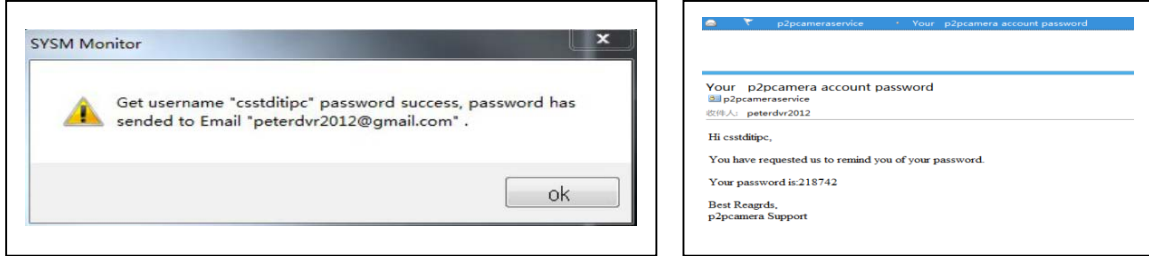 SYSM Monitor
Get username "csstditipc" password success, password has
sended to Email "peterdvr2012@gmail.com" .
ok
p2pcameraservice · Your p2pcamera account password
Your p2pcamera account password
p2pcameraservice
收件人: peterdvr2012
Hi csstditipc,
You have requested us to remind you of your password.
Your password is:218742
Best Reagrds,
p2pcamera Support